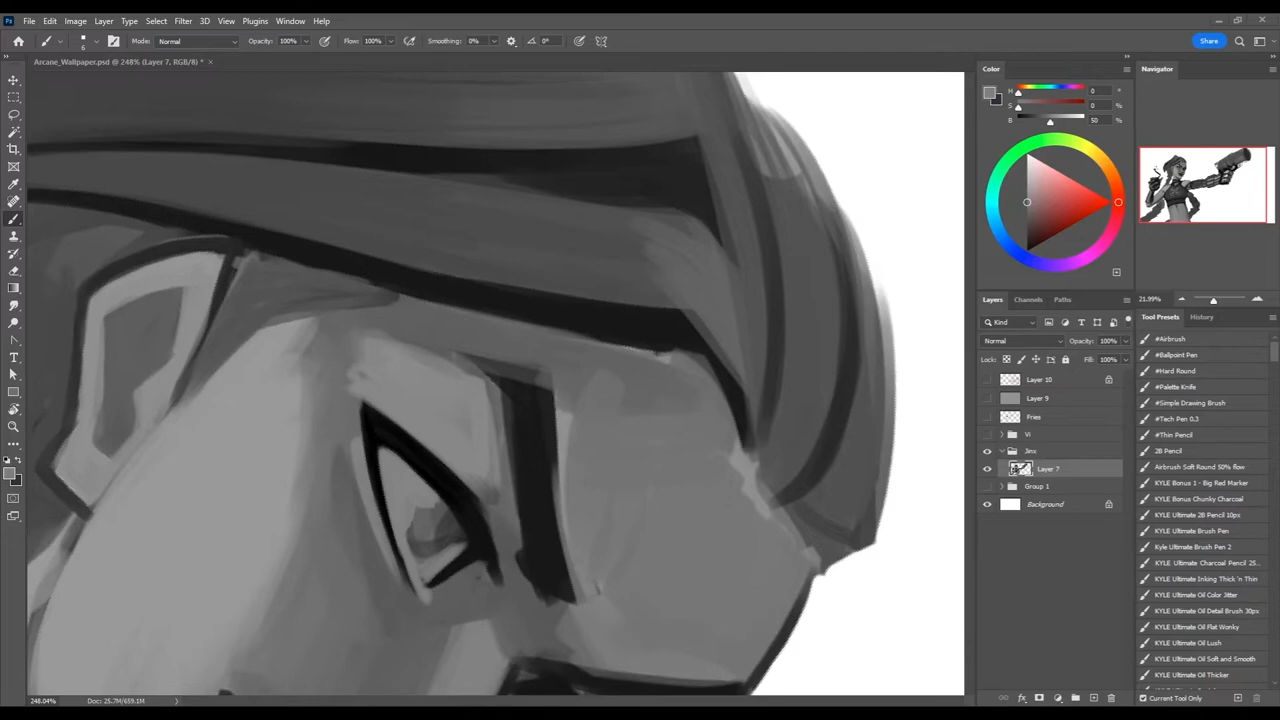 File Edit Image Layer Type Select Filter 3D View Plugins Window Help
6 Mode: Normal Opacity: 100% Flow: 100% Smoothing: 0% 0° Share
Arcane_Wallpaper.psd @ 248% (Layer 7, RGB/8) * ×
Color
H 0 °
S 0 %
B 50 %
Navigator
21.99%
Layers Channels Paths
Kind
Normal Opacity: 100%
Lock: Fill: 100%
Layer 10
Layer 9
Fries
Vi
Jinx
Layer 7
Group 1
Background
Tool Presets History
#Airbrush
#Ballpoint Pen
#Hard Round
#Palette Knife
#Simple Drawing Brush
#Tech Pen 0.3
#Thin Pencil
2B Pencil
Airbrush Soft Round 50% flow
KYLE Bonus 1 - Big Red Marker
KYLE Bonus Chunky Charcoal
KYLE Ultimate 2B Pencil 10px
KYLE Ultimate Brush Pen
Kyle Ultimate Brush Pen 2
KYLE Ultimate Charcoal Pencil 25...
KYLE Ultimate Inking Thick 'n Thin
KYLE Ultimate Oil Color Jitter
KYLE Ultimate Oil Detail Brush 30px
KYLE Ultimate Oil Flat Wonky
KYLE Ultimate Oil Lush
KYLE Ultimate Oil Soft and Smooth
KYLE Ultimate Oil Thicker
Current Tool Only
248.04% Doc: 25.7M/659.1M